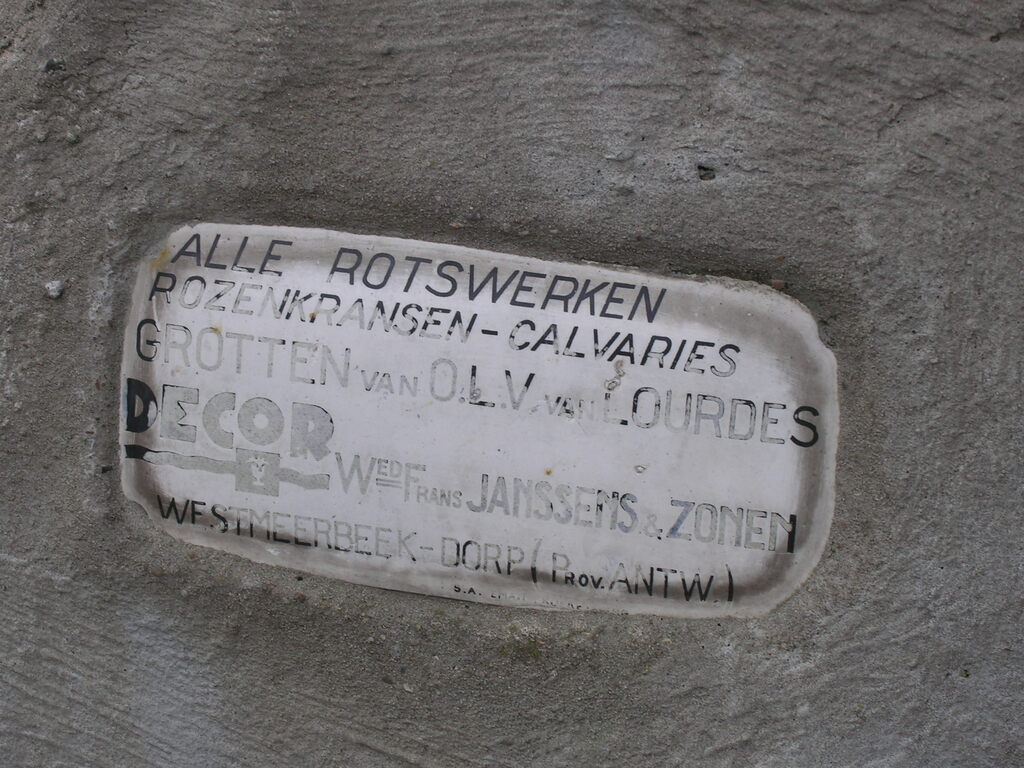 ALLE ROTSWERKEN
ROZENKRANSEN-CALVARIES
GROTTEN VAN O.L.V. VAN LOURDES
DECOR
WED FRANS JANSSENS & ZONEN
WESTMEERBEEK-DORP (PROV. ANTW.)
S.A.